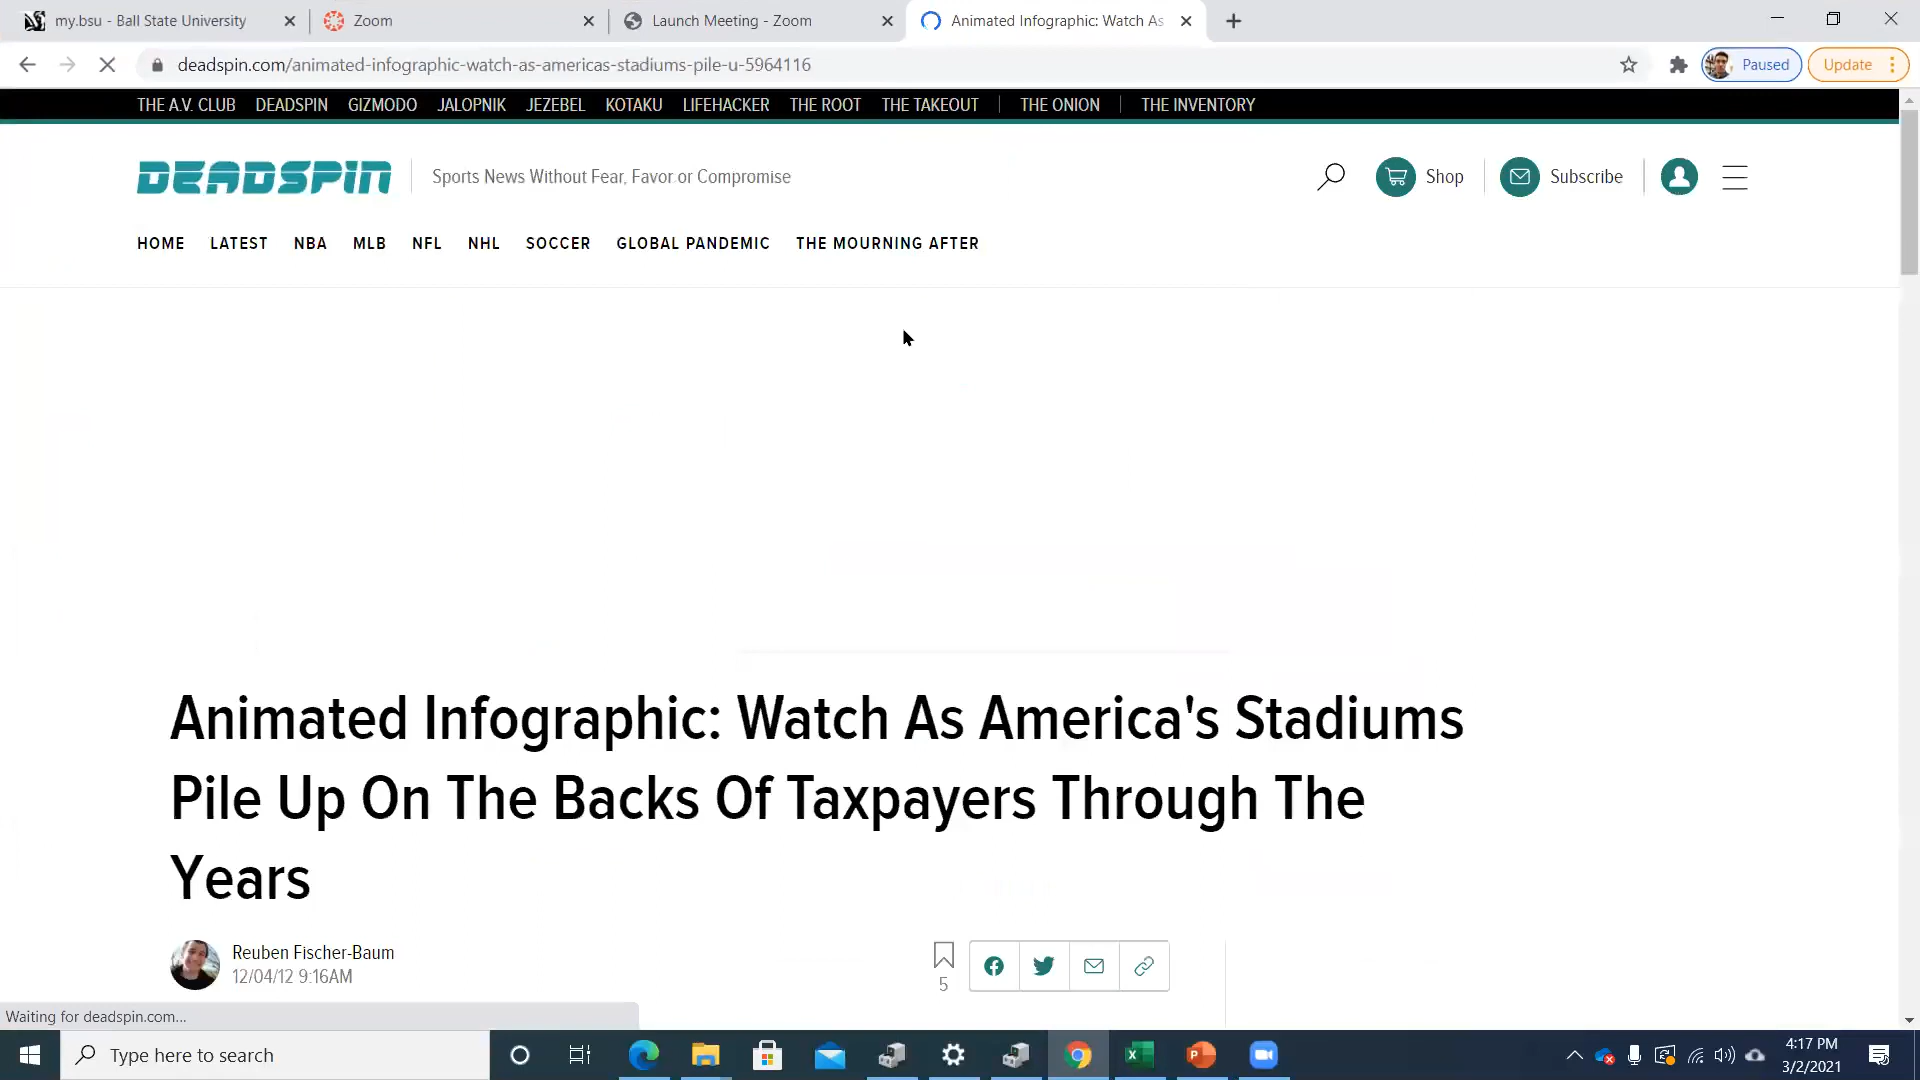 my.bsu - Ball State University
Zoom
Launch Meeting - Zoom
Animated Infographic: Watch As
deadspin.com/animated-infographic-watch-as-americas-stadiums-pile-u-5964116
Paused
Update
THE A.V. CLUB DEADSPIN GIZMODO JALOPNIK JEZEBEL KOTAKU LIFEHACKER THE ROOT THE TAKEOUT THE ONION THE INVENTORY
DEADSPIN
Sports News Without Fear, Favor or Compromise
Shop
Subscribe
HOME LATEST NBA MLB NFL NHL SOCCER GLOBAL PANDEMIC THE MOURNING AFTER
Animated Infographic: Watch As America's Stadiums
Pile Up On The Backs Of Taxpayers Through The
Years
Reuben Fischer-Baum
12/04/12 9:16AM
5
Waiting for deadspin.com...
Type here to search
4:17 PM
3/2/2021